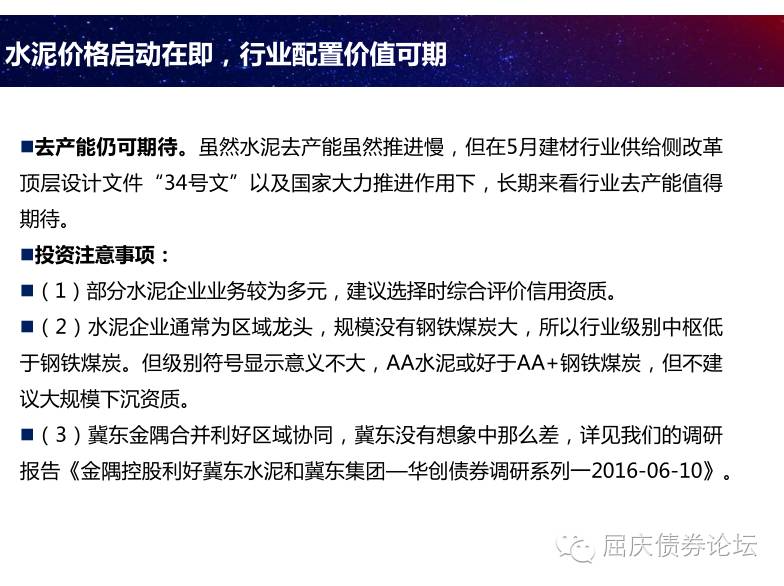 水泥价格启动在即，行业配置价值可期
■去产能仍可期待。虽然水泥去产能虽然推进慢，但在5月建材行业供给侧改革
顶层设计文件“34号文”以及国家大力推进作用下，长期来看行业去产能值得
期待。
■投资注意事项：
■（1）部分水泥企业业务较为多元，建议选择时综合评价信用资质。
■（2）水泥企业通常为区域龙头，规模没有钢铁煤炭大，所以行业级别中枢低
于钢铁煤炭。但级别符号显示意义不大，AA水泥或好于AA+钢铁煤炭，但不建
议大规模下沉资质。
■（3）冀东金隅合并利好区域协同，冀东没有想象中那么差，详见我们的调研
报告《金隅控股利好冀东水泥和冀东集团—华创债券调研系列一2016-06-10》。
屈庆债券论坛